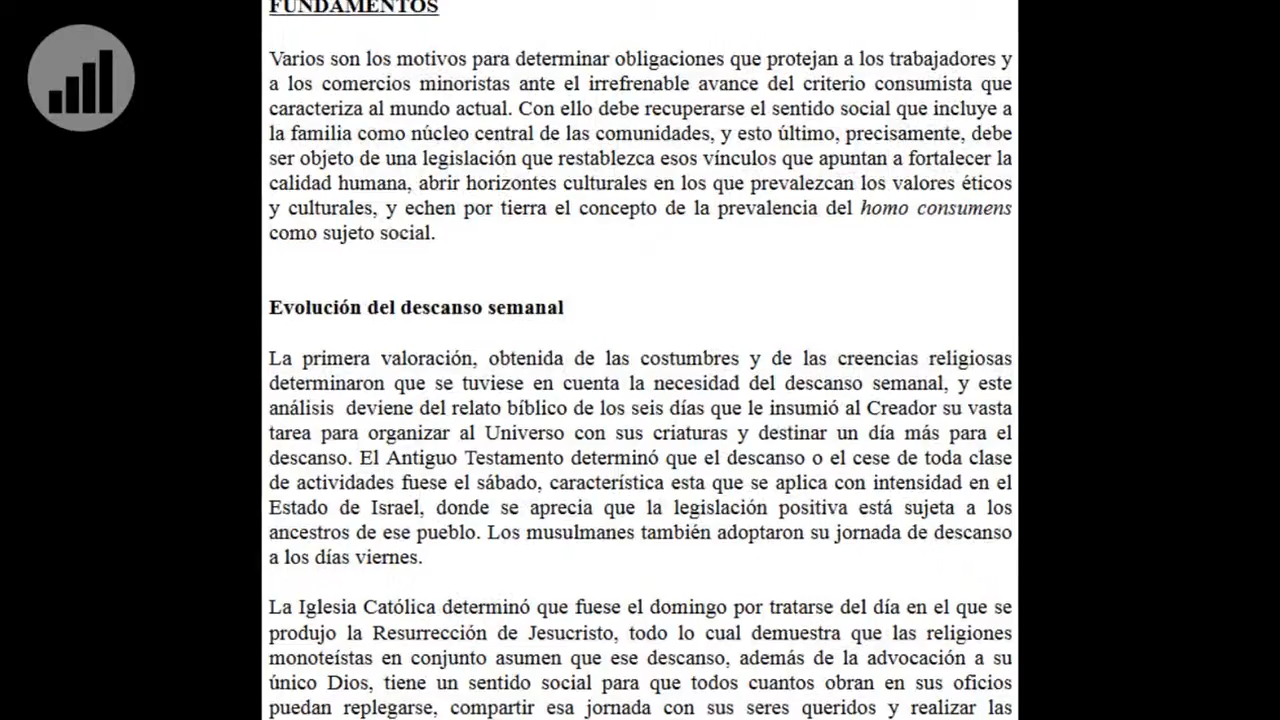 FUNDAMENTOS
Varios son los motivos para determinar obligaciones que protejan a los trabajadores y
a los comercios minoristas ante el irrefrenable avance del criterio consumista que
caracteriza al mundo actual. Con ello debe recuperarse el sentido social que incluye a
la familia como núcleo central de las comunidades, y esto último, precisamente, debe
ser objeto de una legislación que restablezca esos vínculos que apuntan a fortalecer la
calidad humana, abrir horizontes culturales en los que prevalezcan los valores éticos
y culturales, y echen por tierra el concepto de la prevalencia del homo consumens
como sujeto social.
Evolución del descanso semanal
La primera valoración, obtenida de las costumbres y de las creencias religiosas
determinaron que se tuviese en cuenta la necesidad del descanso semanal, y este
análisis deviene del relato bíblico de los seis días que le insumió al Creador su vasta
tarea para organizar al Universo con sus criaturas y destinar un día más para el
descanso. El Antiguo Testamento determinó que el descanso o el cese de toda clase
de actividades fuese el sábado, característica esta que se aplica con intensidad en el
Estado de Israel, donde se aprecia que la legislación positiva está sujeta a los
ancestros de ese pueblo. Los musulmanes también adoptaron su jornada de descanso
a los días viernes.
La Iglesia Católica determinó que fuese el domingo por tratarse del día en el que se
produjo la Resurrección de Jesucristo, todo lo cual demuestra que las religiones
monoteístas en conjunto asumen que ese descanso, además de la advocación a su
único Dios, tiene un sentido social para que todos cuantos obran en sus oficios
puedan replegarse, compartir esa jornada con sus seres queridos y realizar las